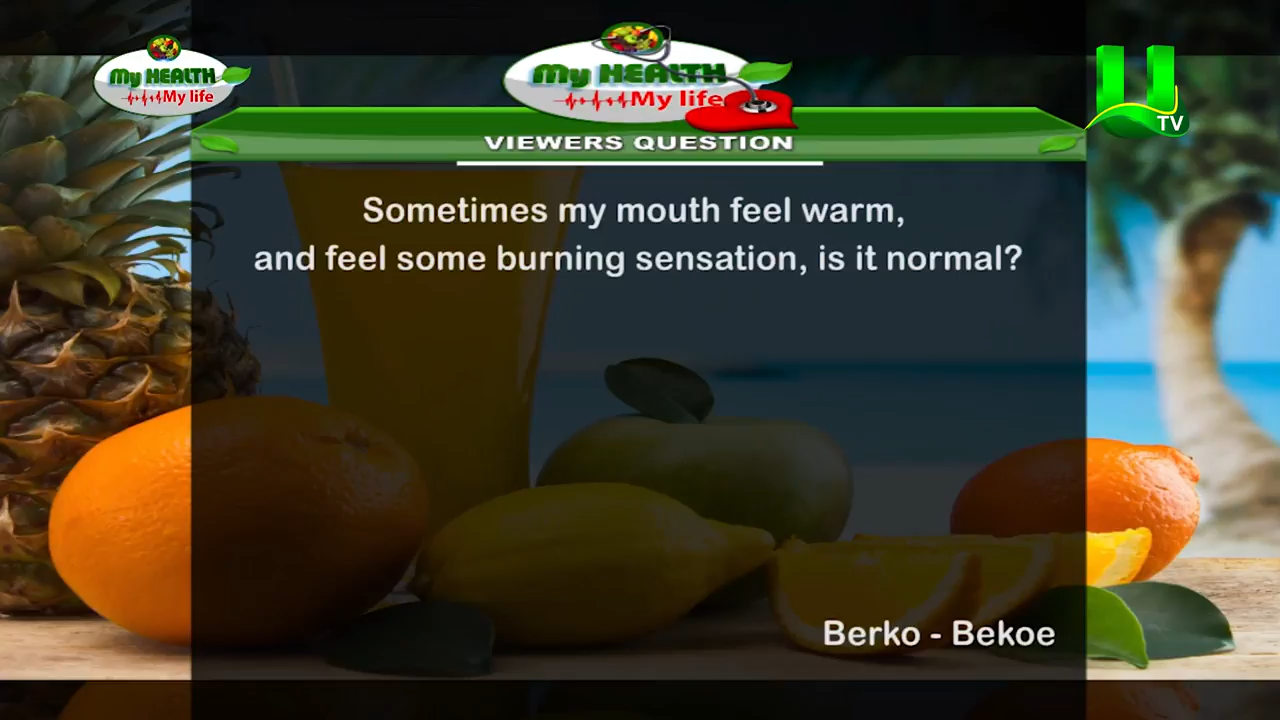 My HEALTH
My life
My HEALTH
My life
U
TV
VIEWERS QUESTION
Sometimes my mouth feel warm,
and feel some burning sensation, is it normal?
Berko - Bekoe